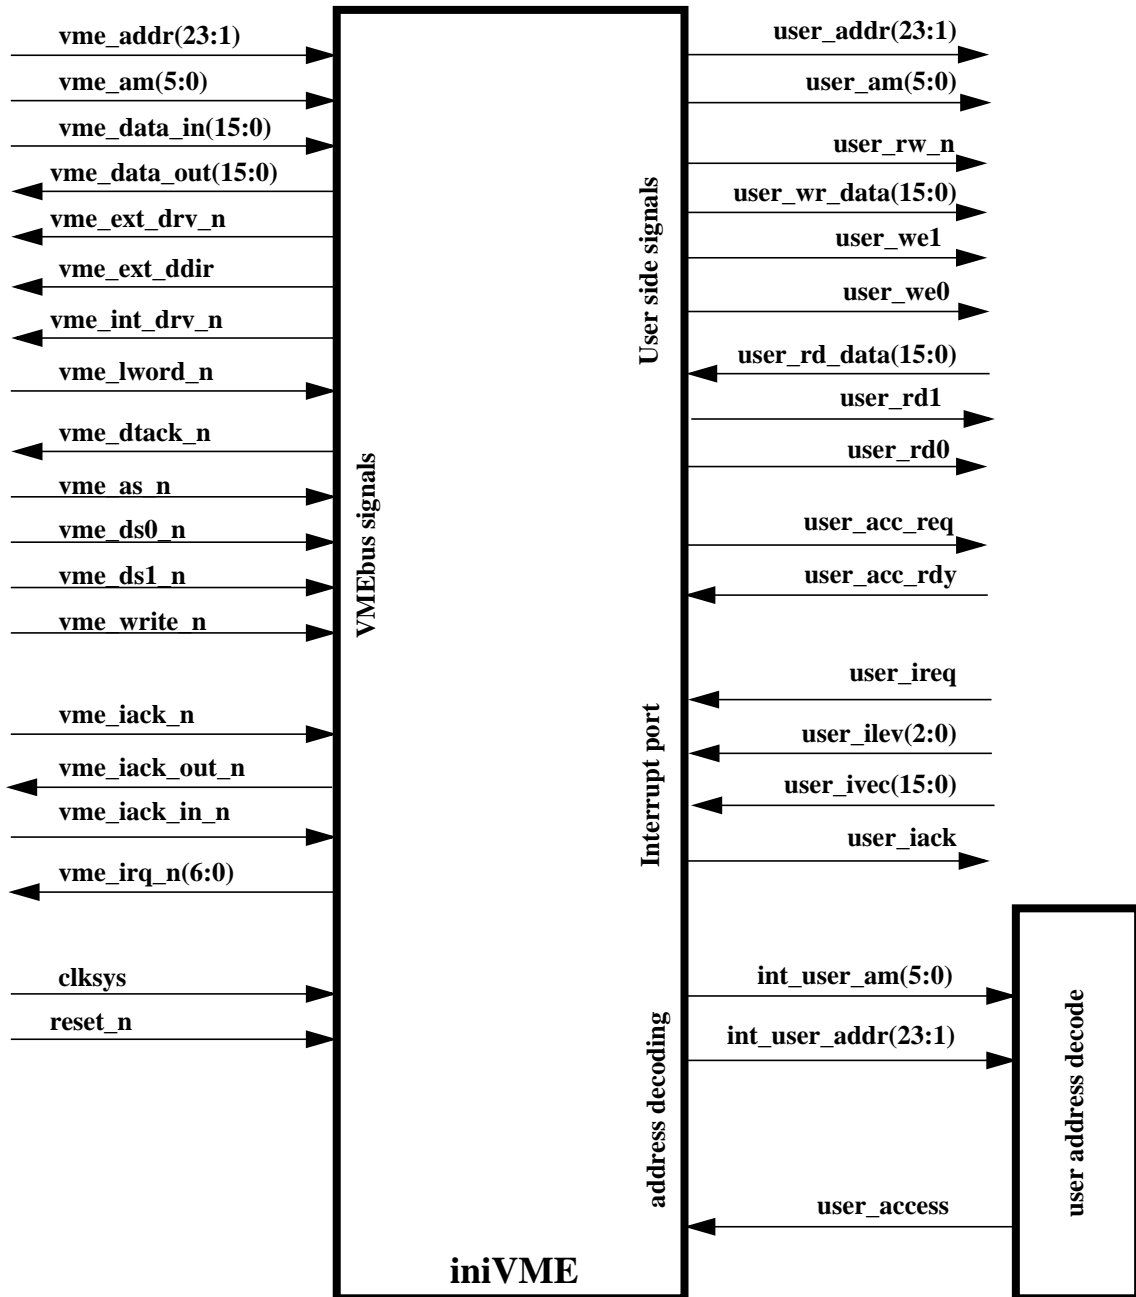 vme_addr(23:1)
vme_am(5:0)
vme_data_in(15:0)
vme_data_out(15:0)
vme_ext_drv_n
vme_ext_ddir
vme_int_drv_n
vme_lword_n
vme_dtack_n
vme_as_n
vme_ds0_n
vme_ds1_n
vme_write_n
vme_iack_n
vme_iack_out_n
vme_iack_in_n
vme_irq_n(6:0)
clksys
reset_n
VMEbus signals
User side signals
Interrupt port
address decoding
iniVME
user_addr(23:1)
user_am(5:0)
user_rw_n
user_wr_data(15:0)
user_we1
user_we0
user_rd_data(15:0)
user_rd1
user_rd0
user_acc_req
user_acc_rdy
user_ireq
user_ilev(2:0)
user_ivec(15:0)
user_iack
int_user_am(5:0)
int_user_addr(23:1)
user_access
user address decode